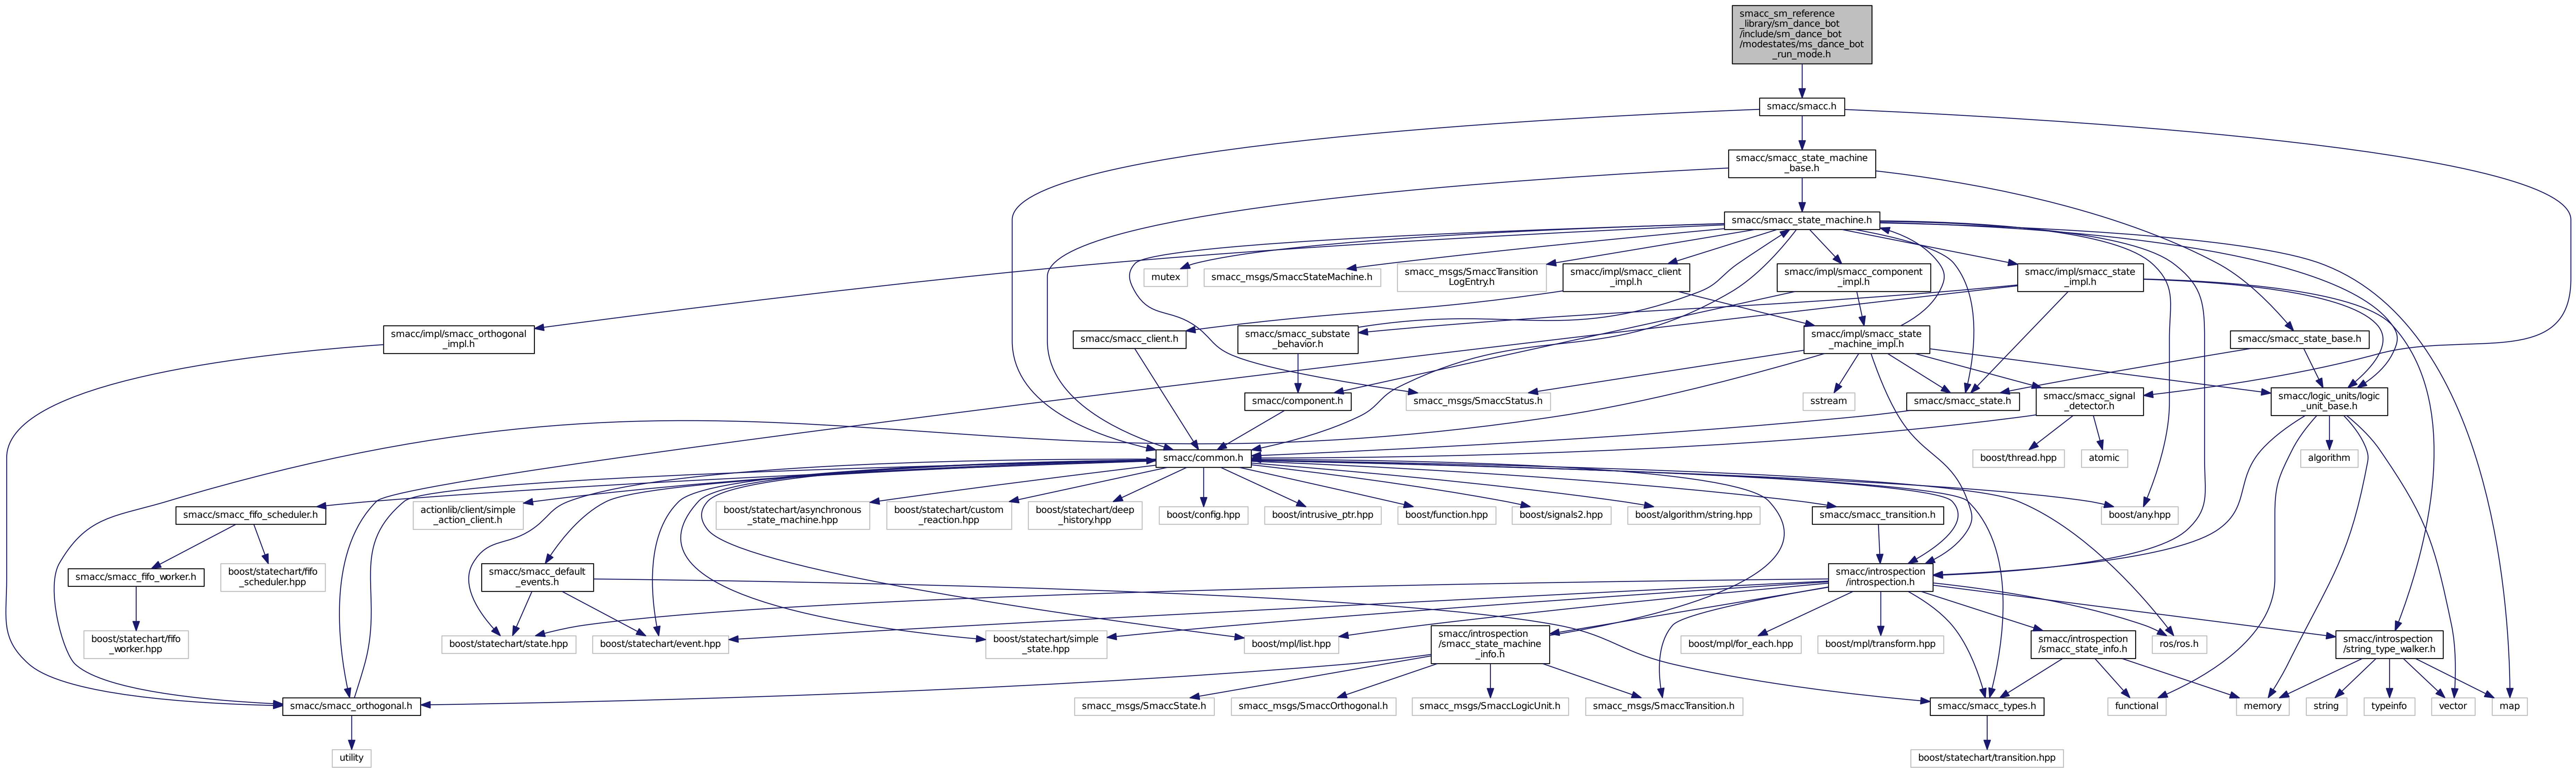 smacc_sm_reference
_library/sm_dance_bot
/include/sm_dance_bot
/modestates/ms_dance_bot
_run_mode.h
smacc/smacc.h
smacc/smacc_state_machine
_base.h
smacc/smacc_state_machine.h
mutex
smacc_msgs/SmaccStateMachine.h
smacc_msgs/SmaccTransition
LogEntry.h
smacc/impl/smacc_client
_impl.h
smacc/impl/smacc_component
_impl.h
smacc/impl/smacc_state
_impl.h
smacc/impl/smacc_orthogonal
_impl.h
smacc/smacc_client.h
smacc/smacc_substate
_behavior.h
smacc/impl/smacc_state
_machine_impl.h
smacc/smacc_state_base.h
smacc/component.h
smacc_msgs/SmaccStatus.h
sstream
smacc/smacc_state.h
smacc/smacc_signal
_detector.h
smacc/logic_units/logic
_unit_base.h
smacc/common.h
boost/thread.hpp
atomic
algorithm
smacc/smacc_fifo_scheduler.h
actionlib/client/simple
_action_client.h
boost/statechart/asynchronous
_state_machine.hpp
boost/statechart/custom
_reaction.hpp
boost/statechart/deep
_history.hpp
boost/config.hpp
boost/intrusive_ptr.hpp
boost/function.hpp
boost/signals2.hpp
boost/algorithm/string.hpp
smacc/smacc_transition.h
boost/any.hpp
smacc/smacc_fifo_worker.h
boost/statechart/fifo
_scheduler.hpp
smacc/smacc_default
_events.h
smacc/introspection
/introspection.h
boost/statechart/fifo
_worker.hpp
boost/statechart/state.hpp
boost/statechart/event.hpp
boost/statechart/simple
_state.hpp
boost/mpl/list.hpp
smacc/introspection
/smacc_state_machine
_info.h
boost/mpl/for_each.hpp
boost/mpl/transform.hpp
smacc/introspection
/smacc_state_info.h
ros/ros.h
smacc/introspection
/string_type_walker.h
smacc/smacc_orthogonal.h
smacc_msgs/SmaccState.h
smacc_msgs/SmaccOrthogonal.h
smacc_msgs/SmaccLogicUnit.h
smacc_msgs/SmaccTransition.h
smacc/smacc_types.h
functional
memory
string
typeinfo
vector
map
utility
boost/statechart/transition.hpp